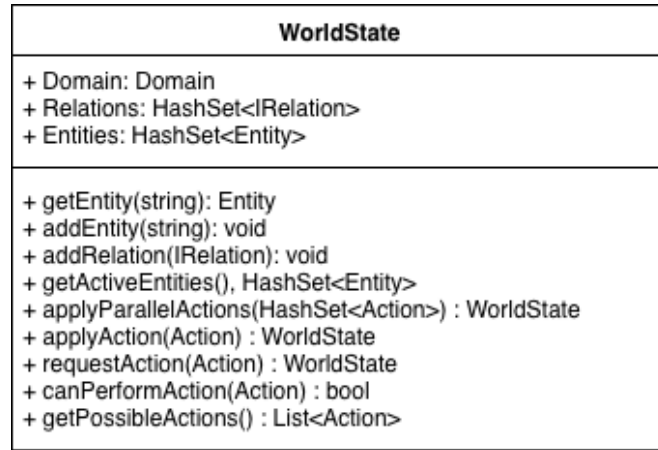 WorldState
+ Domain: Domain
+ Relations: HashSet<IRelation>
+ Entities: HashSet<Entity>
+ getEntity(string): Entity
+ addEntity(string): void
+ addRelation(IRelation): void
+ getActiveEntities(), HashSet<Entity>
+ applyParallelActions(HashSet<Action>) : WorldState
+ applyAction(Action) : WorldState
+ requestAction(Action) : WorldState
+ canPerformAction(Action) : bool
+ getPossibleActions() : List<Action>